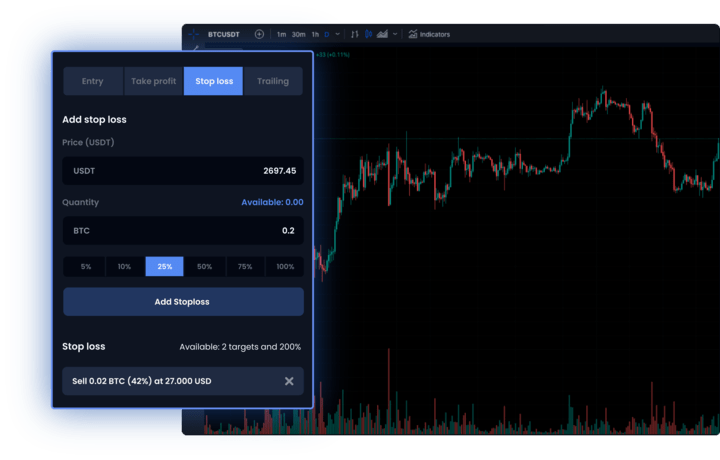 BTCUSDT 1m 30m 1h D Indicators
+33 (+0.11%)
Entry Take profit Stop loss Trailing
Add stop loss
Price (USDT)
USDT 2697.45
Quantity Available: 0.00
BTC 0.2
5% 10% 25% 50% 75% 100%
Add Stoploss
Stop loss Available: 2 targets and 200%
Sell 0.02 BTC (42%) at 27.000 USD